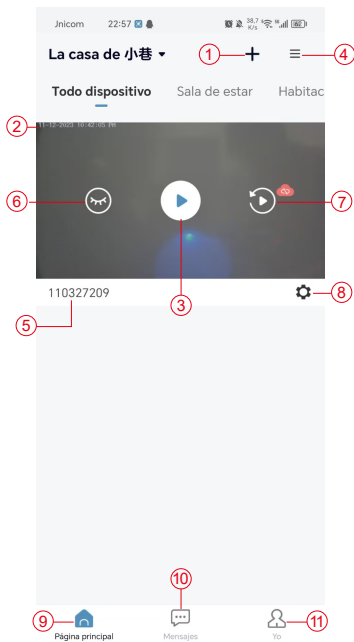 Jnicom 22:57 38,7 K/s 62
La casa de 小巷
1
4
Todo dispositivo Sala de estar Habitac
2
11-12-2023 10:42:05 PM
6
7
3
110327209
8
5
10
9
11
Página principal Mensajes Yo